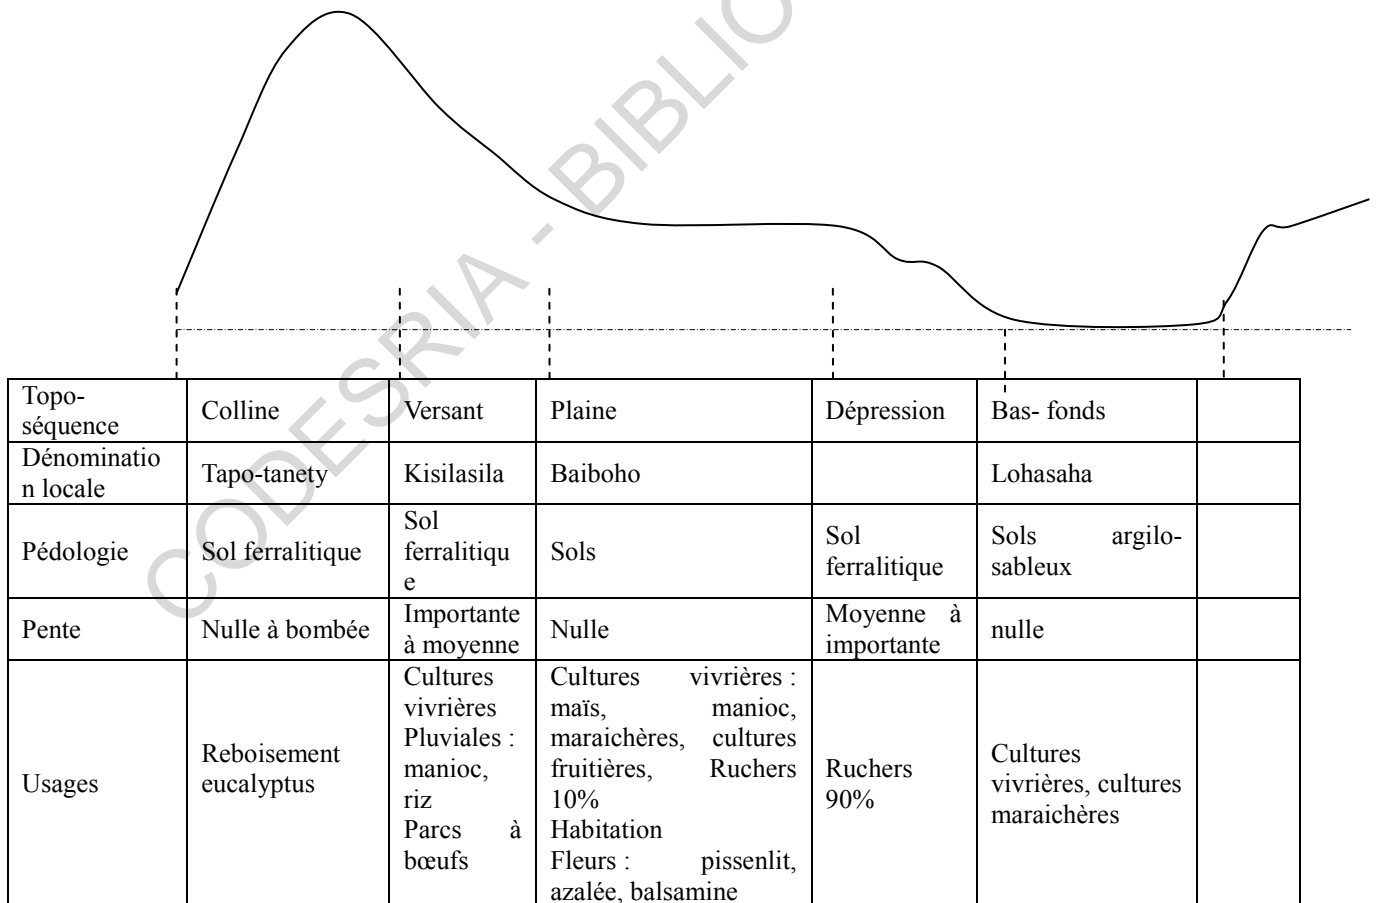 CODESRIA - BIBLIO
Topo-
séquence
Colline
Versant
Plaine
Dépression
Bas- fonds
Dénominatio
n locale
Tapo-tanety
Kisilasila
Baiboho
Lohasaha
Pédologie
Sol ferralitique
Sol
ferralitiqu
e
Sols
Sol
ferralitique
Sols argilo-
sableux
Pente
Nulle à bombée
Importante
à moyenne
Nulle
Moyenne à
importante
nulle
Usages
Reboisement
eucalyptus
Cultures
vivrières
Pluviales :
manioc,
riz
Parcs à
bœufs
Cultures vivrières :
maïs, manioc,
maraichères, cultures
fruitières, Ruchers
10%
Habitation
Fleurs : pissenlit,
azalée, balsamine
Ruchers
90%
Cultures
vivrières, cultures
maraichères